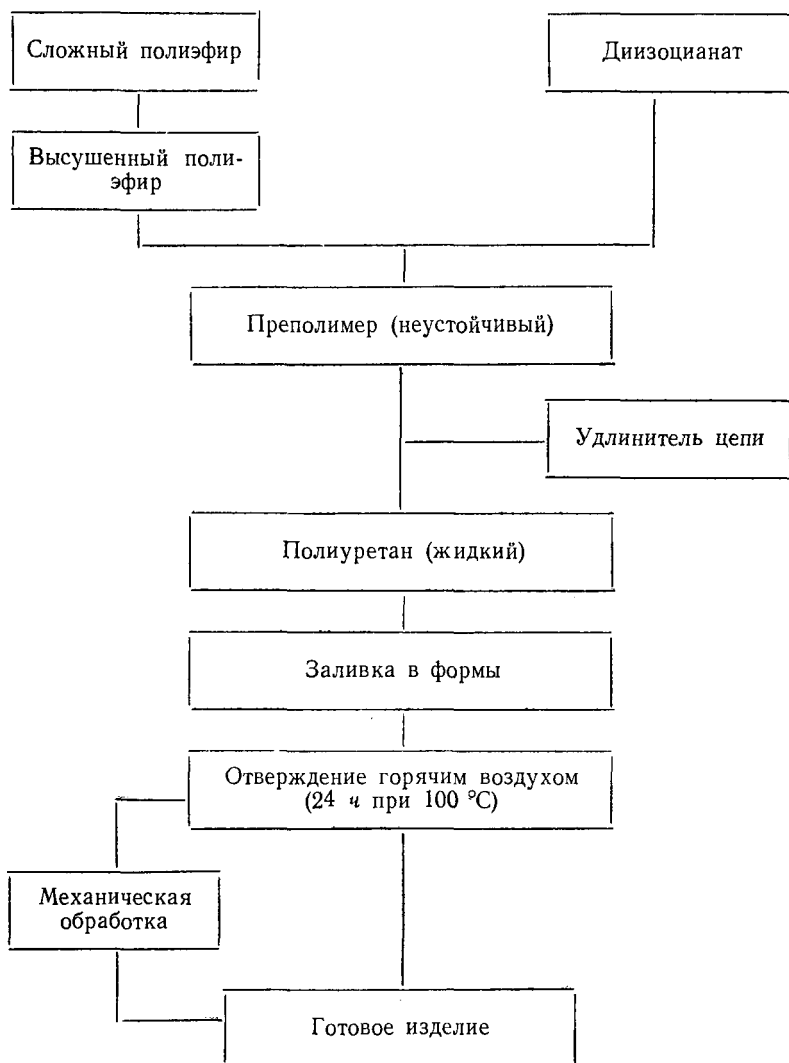 Сложный полиэфир
Диизоцианат
Высушенный поли-
эфир
Преполимер (неустойчивый)
Удлинитель цепи
Полиуретан (жидкий)
Заливка в формы
Отверждение горячим воздухом
(24 ч при 100 °С)
Механическая
обработка
Готовое изделие